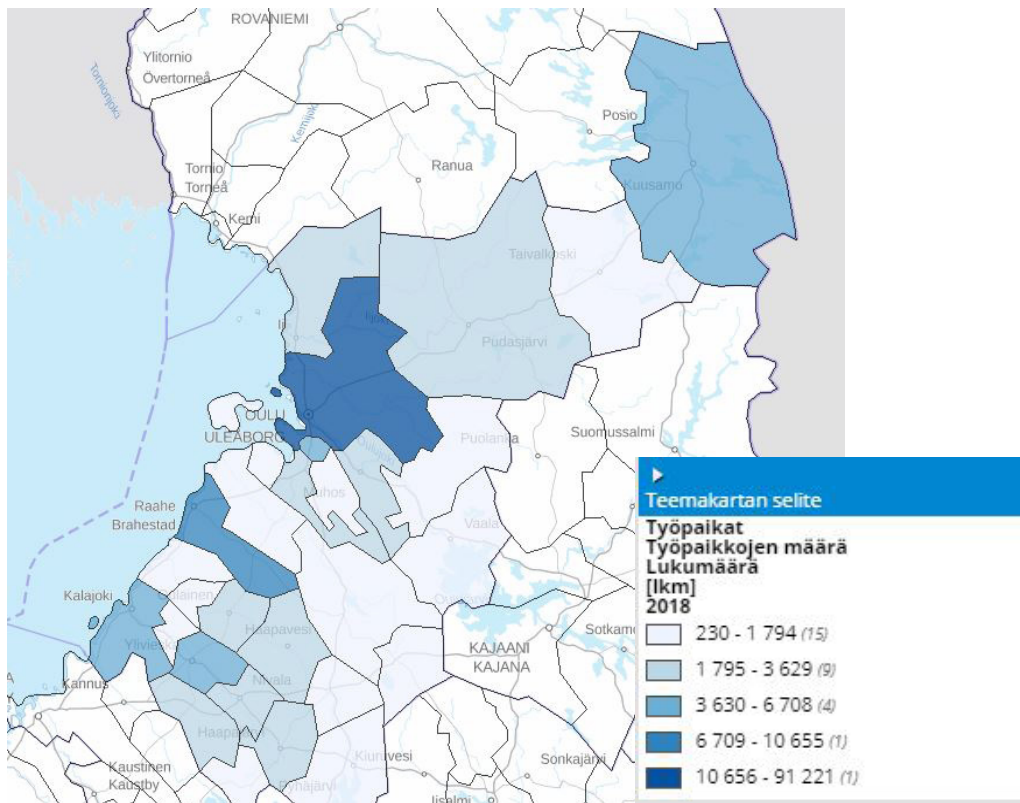 ROVANIEMI
Ylitornio
Övertorneå
Tornionjoki
Kemijoki
Posio
Ranua
Tornio
Torneå
Kuusamo
Kemi
Taivalkoski
Ii
Iijoki
Pudasjärvi
OULU
ULEÅBORG
Oulujoki
Puolanka
Suomussalmi
Muhos
Raahe
Brahestad
Vaala
Kalajoki
Oulainen
Haapavesi
Ylivieska
KAJAANI
KAJANA
Sotkamo
Nivala
Kannus
Haapajärvi
Kiuruvesi
Sonkajärvi
Kaustinen
Kaustby
Pyhäjärvi
Iisalmi
Teemakartan selite
Työpaikat
Työpaikkojen määrä
Lukumäärä
[lkm]
2018
230 - 1 794 (15)
1 795 - 3 629 (9)
3 630 - 6 708 (4)
6 709 - 10 655 (1)
10 656 - 91 221 (1)